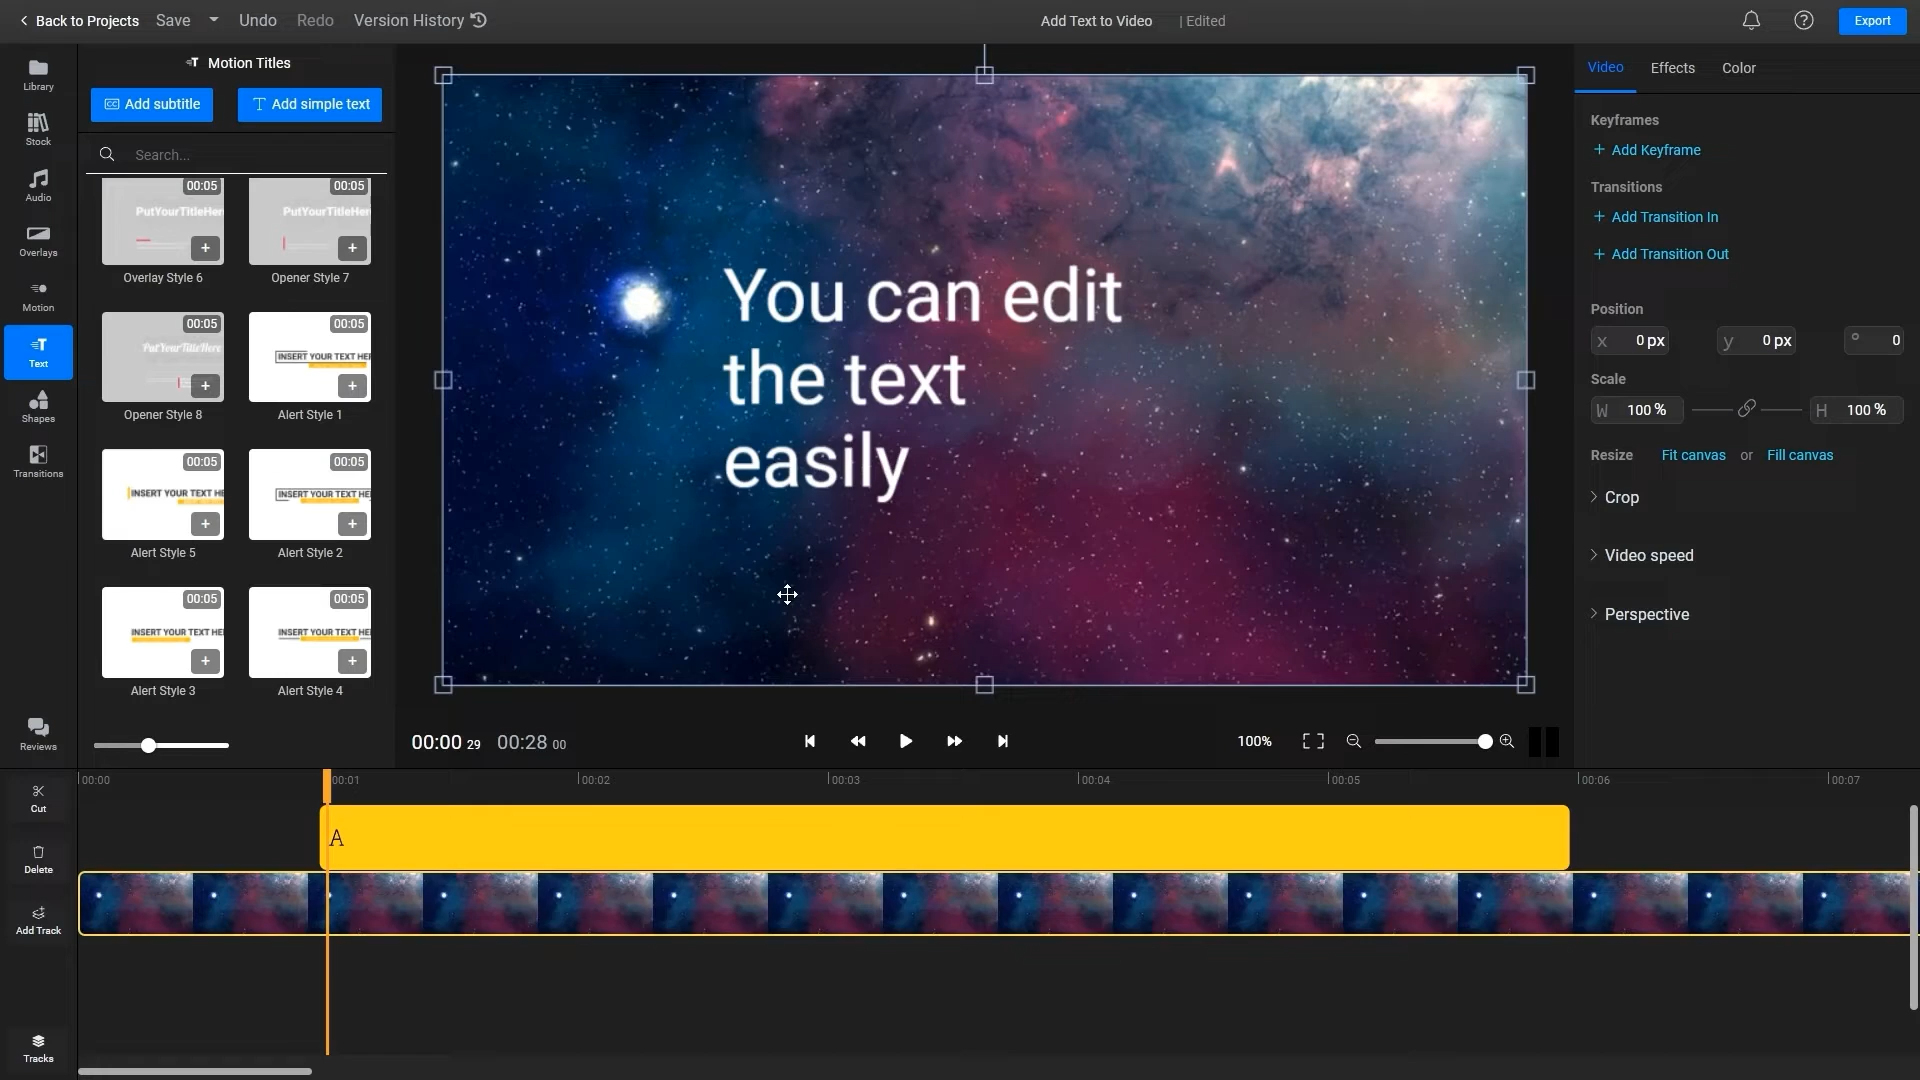 Back to Projects
Save
Undo
Redo
Version History
Add Text to Video
| Edited
Export
Library
Stock
Audio
Overlays
Motion
Text
Shapes
Transitions
Reviews
Motion Titles
CC Add subtitle
Add simple text
Search...
00:05
PutYourTitleHer
Overlay Style 6
00:05
PutYourTitleHer
Opener Style 7
00:05
PutYourTitleHere
Opener Style 8
00:05
INSERT YOUR TEXT HE
Alert Style 1
00:05
INSERT YOUR TEXT HE
Alert Style 5
00:05
INSERT YOUR TEXT HE
Alert Style 2
00:05
INSERT YOUR TEXT HE
Alert Style 3
00:05
INSERT YOUR TEXT HE
Alert Style 4
You can edit
the text
easily
00:00 29
00:28 00
100%
Video
Effects
Color
Keyframes
+ Add Keyframe
Transitions
+ Add Transition In
+ Add Transition Out
Position
x 0 px
y 0 px
° 0
Scale
W 100 %
H 100 %
Resize
Fit canvas or Fill canvas
Crop
Video speed
Perspective
Cut
Delete
Add Track
Tracks
00:00
00:01
00:02
00:03
00:04
00:05
00:06
00:07
A